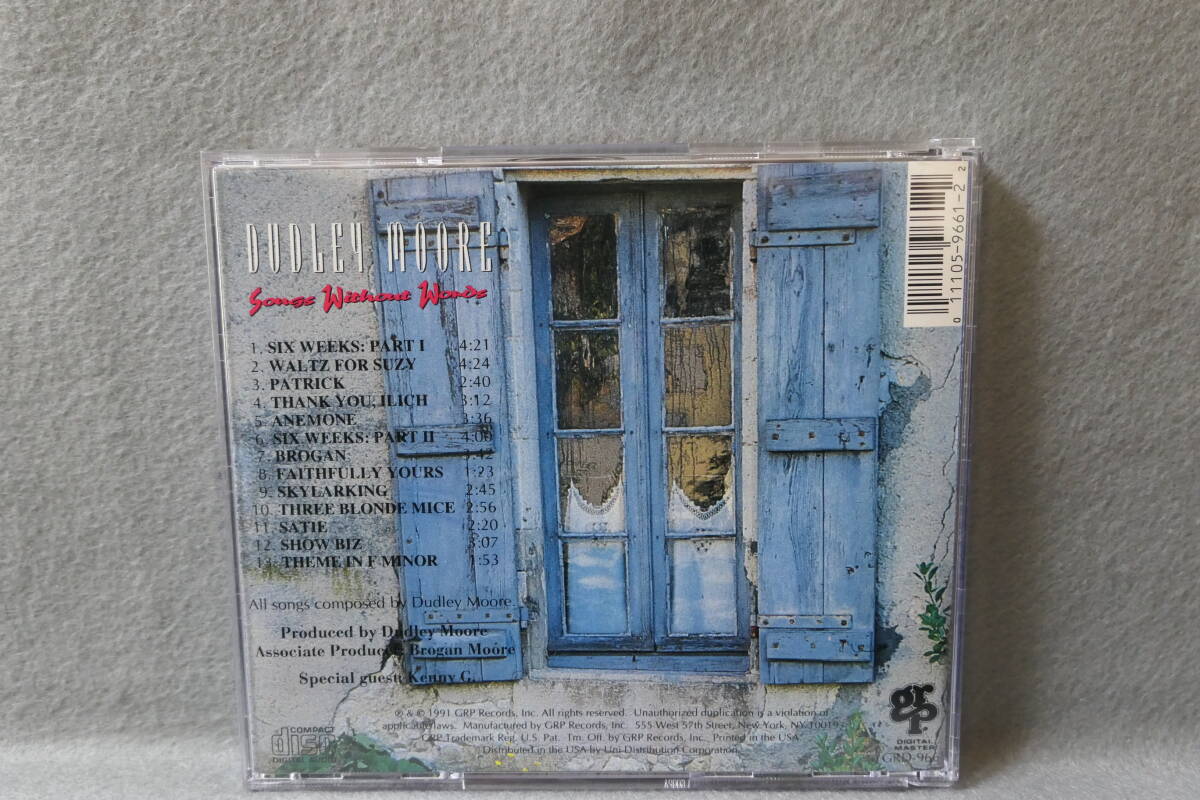 DUDLEY MOORE
Songs Without Words
1. SIX WEEKS: PART I 4:21
2. WALTZ FOR SUZY 4:24
3. PATRICK 2:40
4. THANK YOU, ILICH 3:12
5. ANEMONE 3:36
6. SIX WEEKS: PART II 4:00
7. BROGAN 3:42
8. FAITHFULLY YOURS 1:23
9. SKYLARKING 2:45
10. THREE BLONDE MICE 2:56
11. SATIE 2:20
12. SHOW BIZ 3:07
13. THEME IN F MINOR 1:53
All songs composed by Dudley Moore.
Produced by Dudley Moore
Associate Producer: Brogan Moore
Special guest: Kenny G.
℗ & © 1991 GRP Records, Inc. All rights reserved. Unauthorized duplication is a violation of
applicable laws. Manufactured by GRP Records, Inc. 555 West 57th Street, New York, NY 10019
GRP Trademark Reg. U.S. Pat. Tm. Off. by GRP Records, Inc. Printed in the USA
Distributed in the USA by Uni Distribution Corporation.
COMPACT
disc
DIGITAL AUDIO
grp
DIGITAL
MASTER
GRD-966
0 11105-9661-2 2